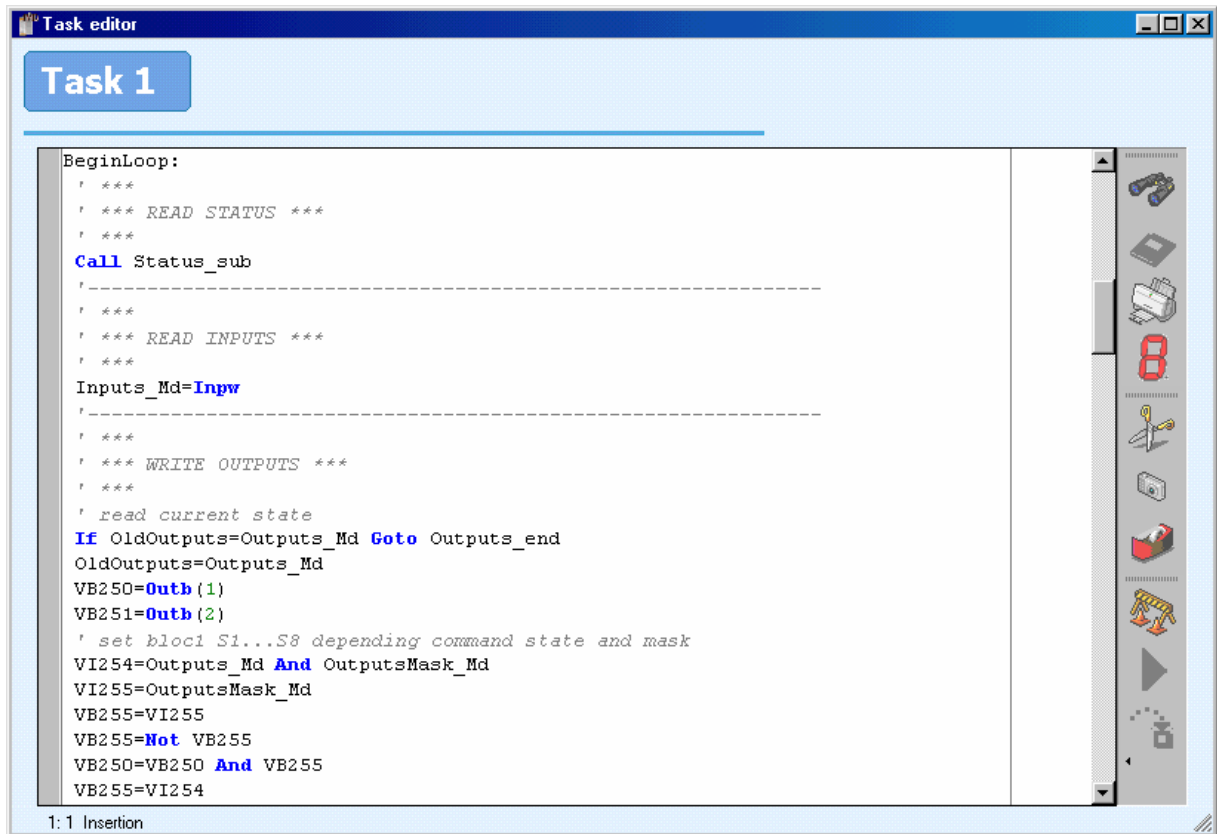 Task editor
Task 1
BeginLoop:
' ***
' *** READ STATUS ***
' ***
Call Status_sub
'--------------------------------------------------------------
' ***
' *** READ INPUTS ***
' ***
Inputs_Md=Inpw
'--------------------------------------------------------------
' ***
' *** WRITE OUTPUTS ***
' ***
' read current state
If OldOutputs=Outputs_Md Goto Outputs_end
OldOutputs=Outputs_Md
VB250=Outb(1)
VB251=Outb(2)
' set bloc1 S1...S8 depending command state and mask
VI254=Outputs_Md And OutputsMask_Md
VI255=OutputsMask_Md
VB255=VI255
VB255=Not VB255
VB250=VB250 And VB255
VB255=VI254
1: 1 Insertion